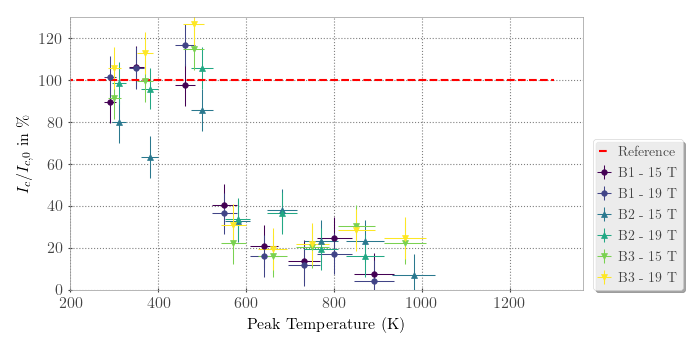 120
100
80
60
40
20
0
I_c/I_{c,0} in %
200
400
600
800
1000
1200
Peak Temperature (K)
Reference
B1 - 15 T
B1 - 19 T
B2 - 15 T
B2 - 19 T
B3 - 15 T
B3 - 19 T